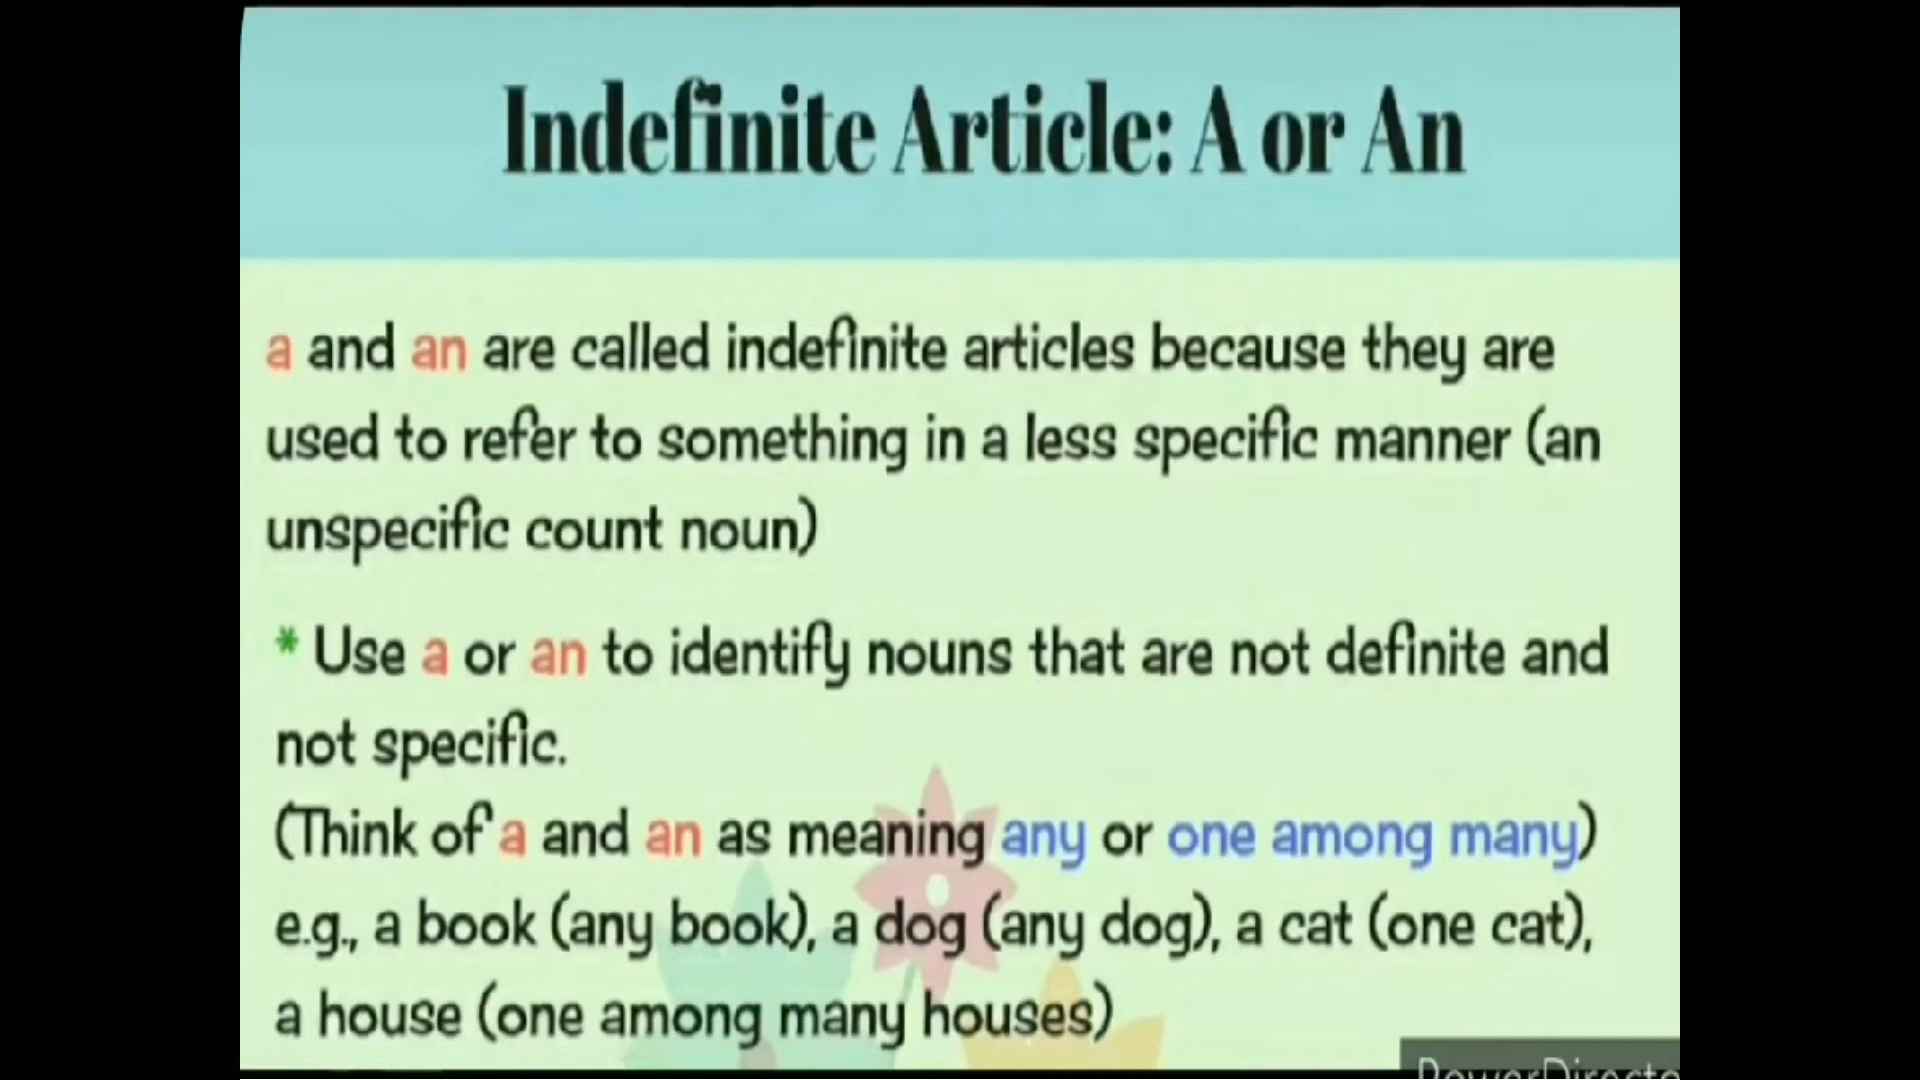 Indefinite Article: A or An
a and an are called indefinite articles because they are
used to refer to something in a less specific manner (an
unspecific count noun)
* Use a or an to identify nouns that are not definite and
not specific.
(Think of a and an as meaning any or one among many)
e.g., a book (any book), a dog (any dog), a cat (one cat),
a house (one among many houses)